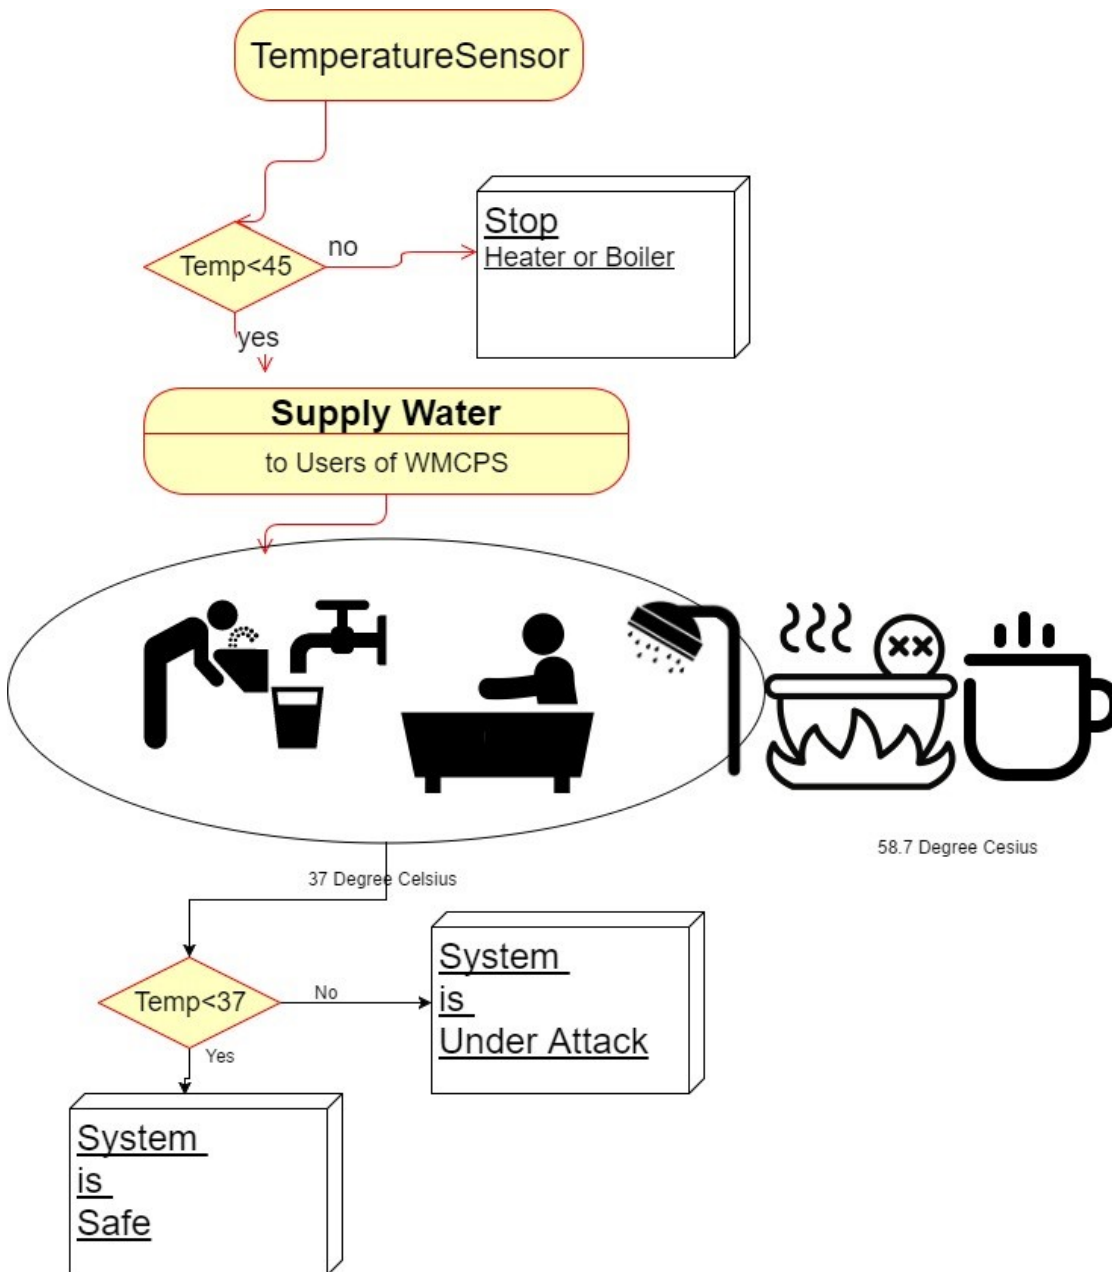 TemperatureSensor
Temp<45
no
Stop
Heater or Boiler
yes
Supply Water
to Users of WMCPS
58.7 Degree Cesius
37 Degree Celsius
Temp<37
No
System
is
Under Attack
Yes
System
is
Safe